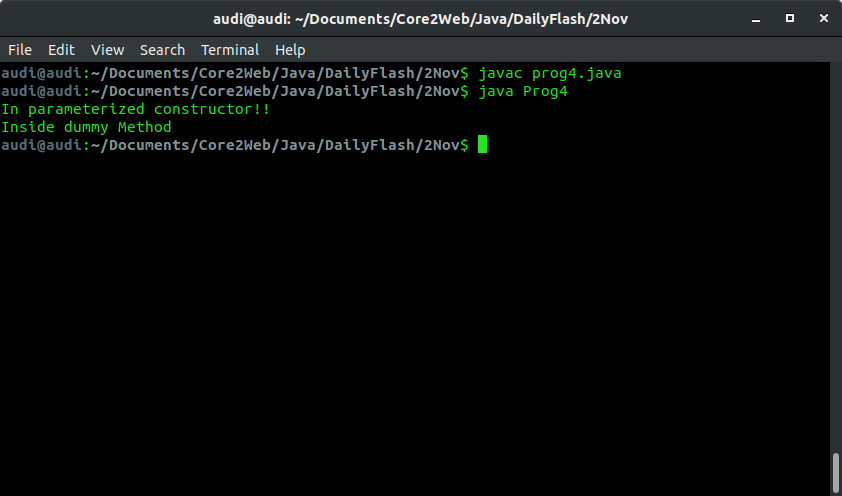 audi@audi: ~/Documents/Core2Web/Java/DailyFlash/2Nov
File Edit View Search Terminal Help
audi@audi:~/Documents/Core2Web/Java/DailyFlash/2Nov$ javac prog4.java
audi@audi:~/Documents/Core2Web/Java/DailyFlash/2Nov$ java Prog4
In parameterized constructor!!
Inside dummy Method
audi@audi:~/Documents/Core2Web/Java/DailyFlash/2Nov$